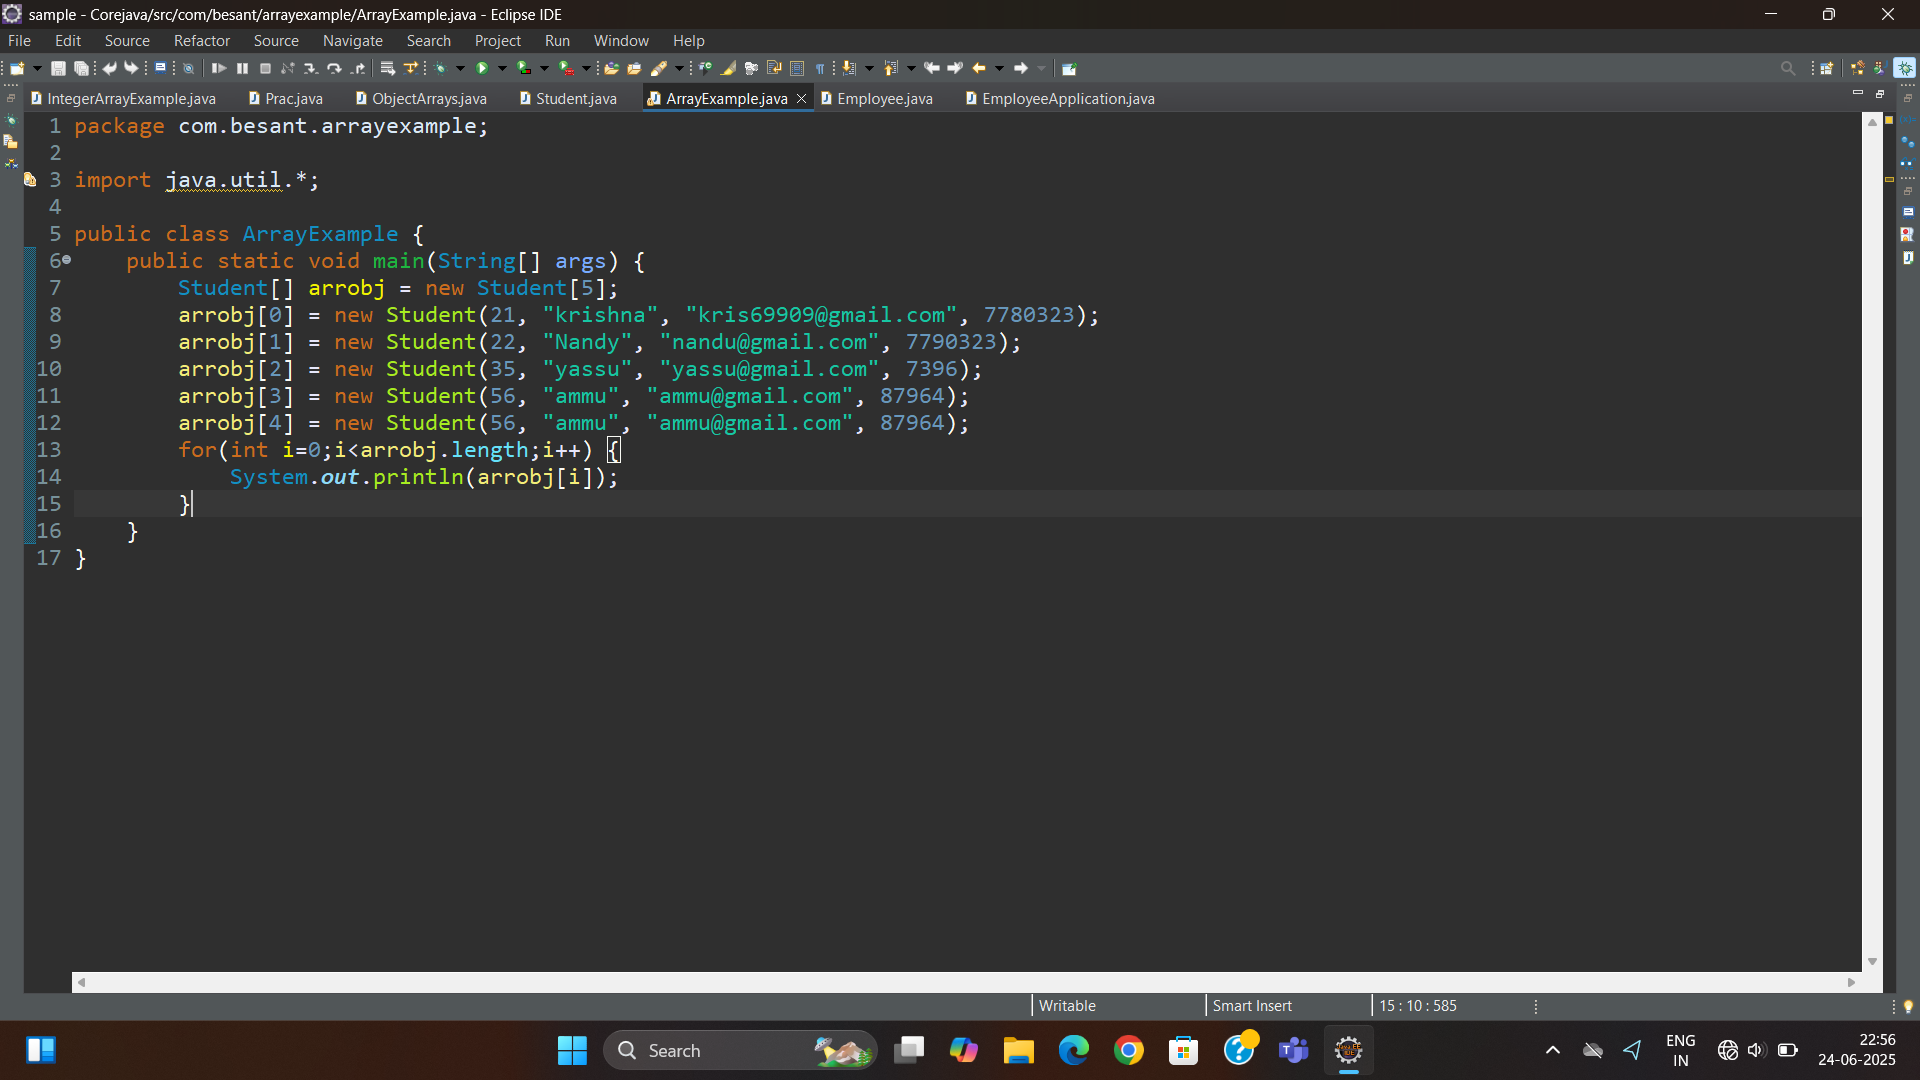 sample - Corejava/src/com/besant/arrayexample/ArrayExample.java - Eclipse IDE
File Edit Source Refactor Source Navigate Search Project Run Window Help
IntegerArrayExample.java Prac.java ObjectArrays.java Student.java ArrayExample.java Employee.java EmployeeApplication.java
1 package com.besant.arrayexample;
2
3 import java.util.*;
4
5 public class ArrayExample {
6     public static void main(String[] args) {
7         Student[] arrobj = new Student[5];
8         arrobj[0] = new Student(21, "krishna", "kris69909@gmail.com", 7780323);
9         arrobj[1] = new Student(22, "Nandy", "nandu@gmail.com", 7790323);
10         arrobj[2] = new Student(35, "yassu", "yassu@gmail.com", 7396);
11         arrobj[3] = new Student(56, "ammu", "ammu@gmail.com", 87964);
12         arrobj[4] = new Student(56, "ammu", "ammu@gmail.com", 87964);
13         for(int i=0;i<arrobj.length;i++) {
14             System.out.println(arrobj[i]);
15         }
16     }
17 }
Writable Smart Insert 15 : 10 : 585
Search
ENG
IN
22:56
24-06-2025